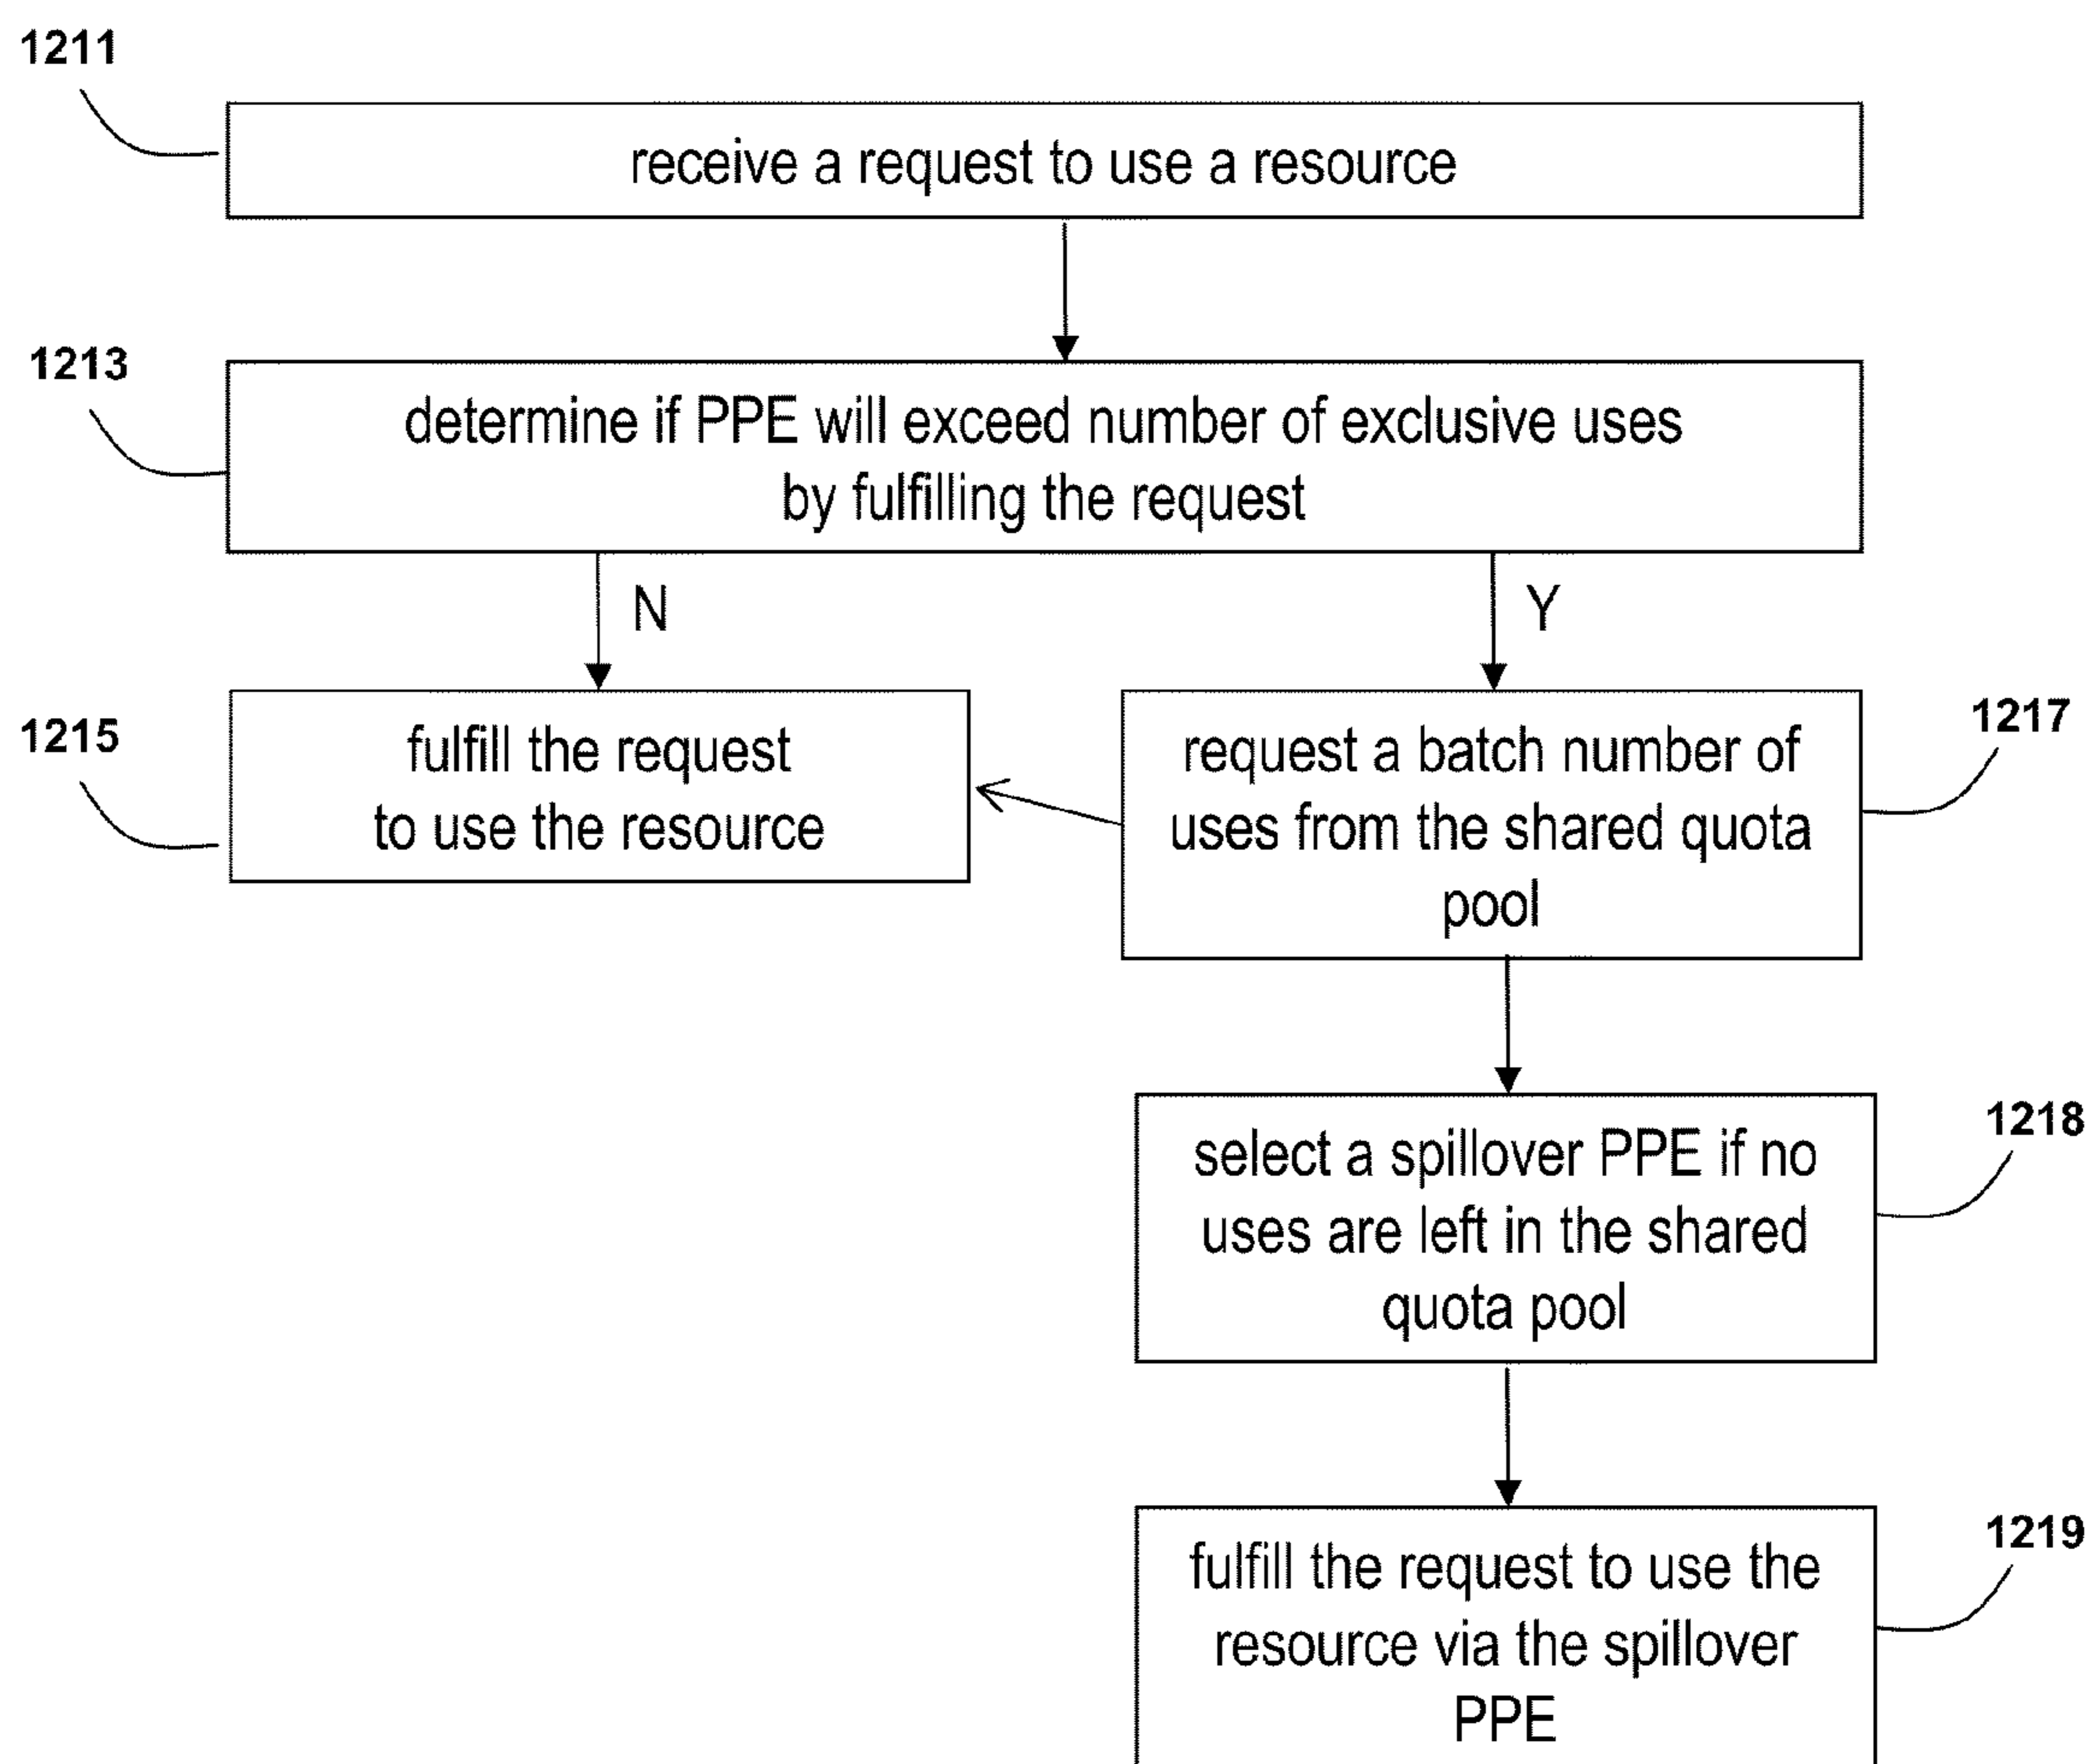 1211
receive a request to use a resource
1213
determine if PPE will exceed number of exclusive uses
by fulfilling the request
N
Y
1215
fulfill the request
to use the resource
1217
request a batch number of
uses from the shared quota
pool
1218
select a spillover PPE if no
uses are left in the shared
quota pool
1219
fulfill the request to use the
resource via the spillover
PPE